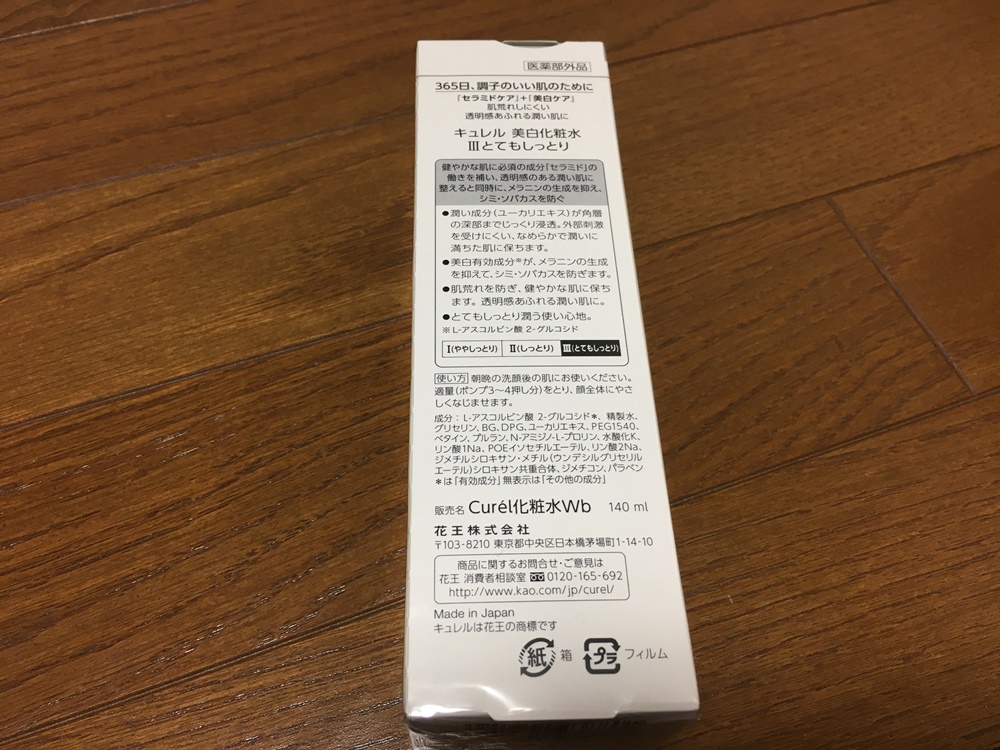 医薬部外品
365日、調子のいい肌のために
「セラミドケア」+「美白ケア」
肌荒れしにくい
透明感あふれる潤い肌に
キュレル 美白化粧水
III とてもしっとり
健やかな肌に必須の成分「セラミド」の
働きを補い、透明感のある潤い肌に
整えると同時に、メラニンの生成を抑え、
シミ・ソバカスを防ぐ
●潤い成分(ユーカリエキス)が角層
の深部までじっくり浸透。外部刺激
を受けにくい、なめらかで潤いに
満ちた肌に保ちます。
●美白有効成分※が、メラニンの生成
を抑えて、シミ・ソバカスを防ぎます。
●肌荒れを防ぎ、健やかな肌に保ち
ます。透明感あふれる潤い肌に。
●とてもしっとり潤う使い心地。
※ L-アスコルビン酸 2-グルコシド
I(ややしっとり) II(しっとり) III(とてもしっとり)
使い方 朝晩の洗顔後の肌にお使いください。
適量(ポンプ3〜4押し分)をとり、顔全体にやさ
しくなじませます。
成分：L-アスコルビン酸 2-グルコシド*、精製水、
グリセリン、BG、DPG、ユーカリエキス、PEG1540、
ベタイン、プルラン、N-アミジノ-L-プロリン、水酸化K、
リン酸1Na、POEイソセチルエーテル、リン酸2Na、
ジメチルシロキサン・メチル(ウンデシルグリセリル
エーテル)シロキサン共重合体、ジメチコン、パラベン
*は「有効成分」無表示は「その他の成分」
販売名 Curél化粧水Wb 140 ml
花王株式会社
〒103-8210 東京都中央区日本橋茅場町1-14-10
商品に関するお問合せ・ご意見は
花王 消費者相談室 0120-165-692
http://www.kao.com/jp/curel/
Made in Japan
キュレルは花王の商標です
紙 箱 プラ フィルム